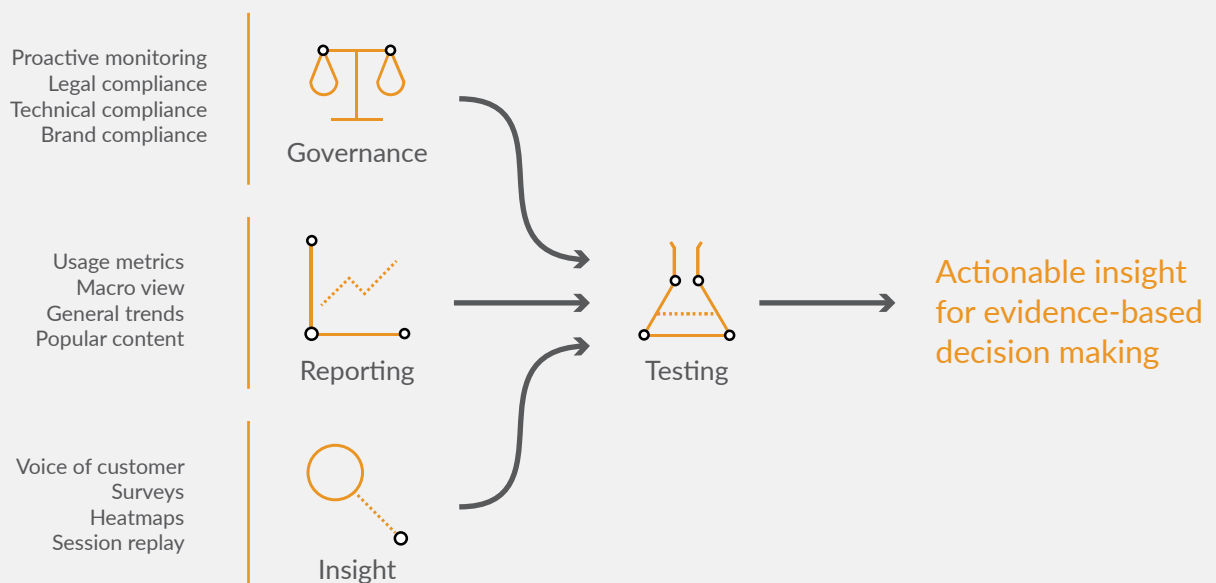 Proactive monitoring
Legal compliance
Technical compliance
Brand compliance
Governance
Usage metrics
Macro view
General trends
Popular content
Reporting
Voice of customer
Surveys
Heatmaps
Session replay
Insight
Testing
Actionable insight
for evidence-based
decision making